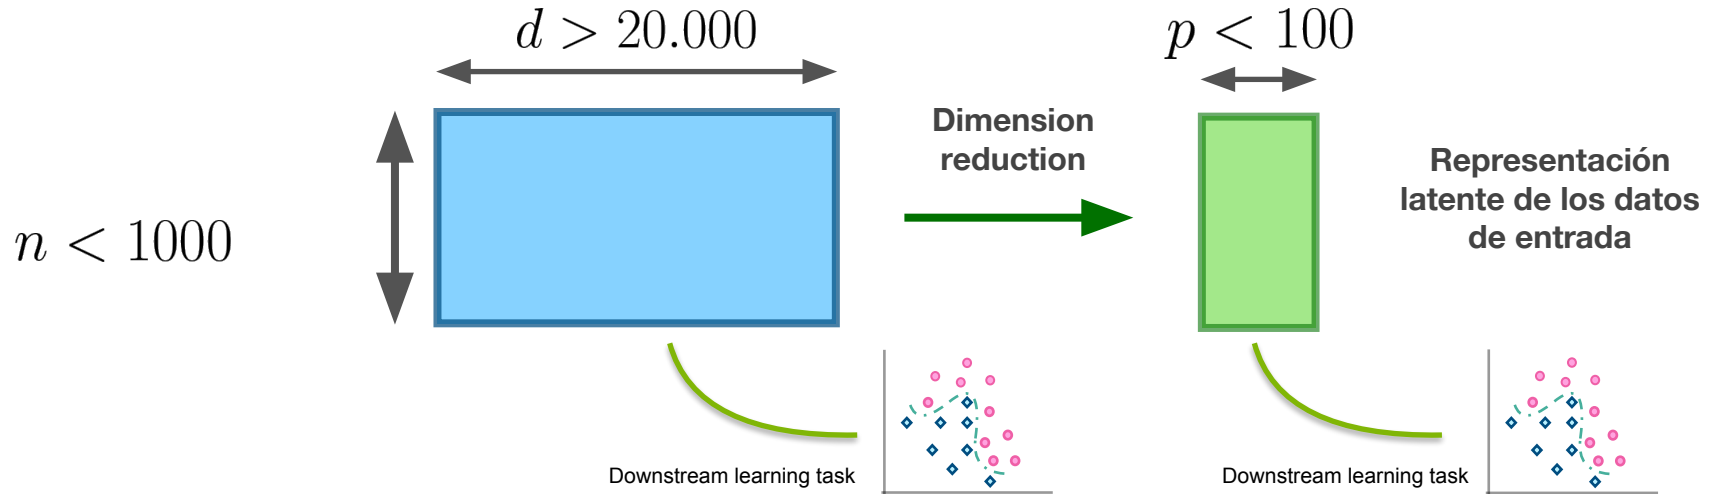 d > 20.000
p < 100
n < 1000
Dimension
reduction
Representación
latente de los datos
de entrada
Downstream learning task
Downstream learning task